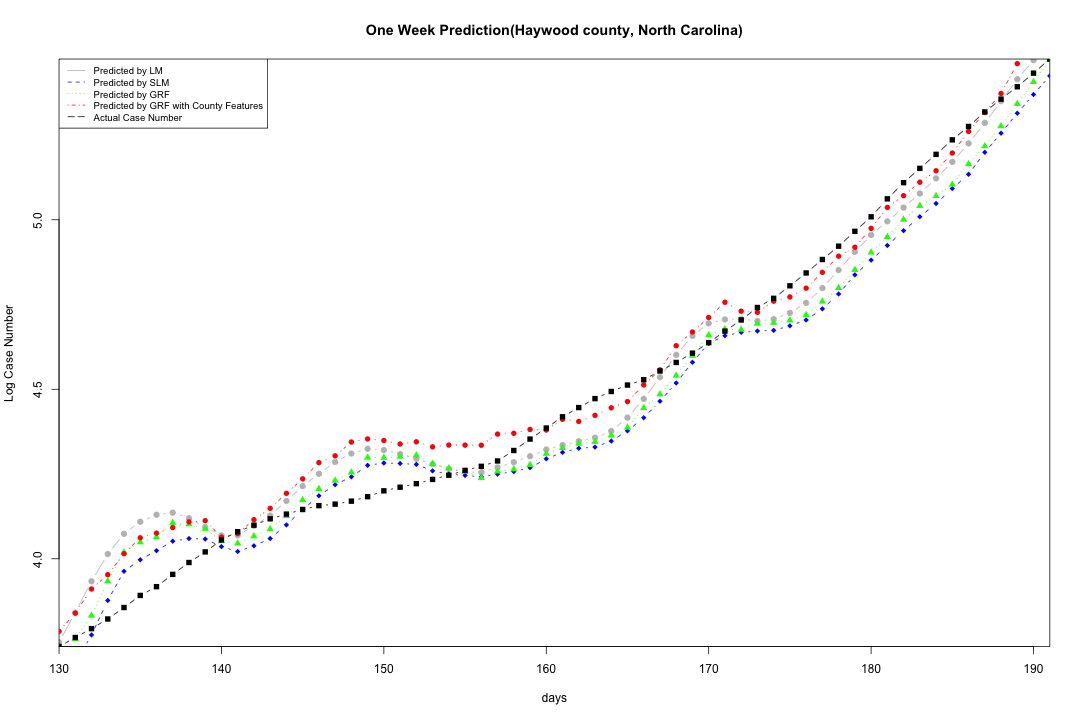 One Week Prediction(Haywood county, North Carolina)
Predicted by LM
Predicted by SLM
Predicted by GRF
Predicted by GRF with County Features
Actual Case Number
Log Case Number
5.0
4.5
4.0
130 140 150 160 170 180 190
days